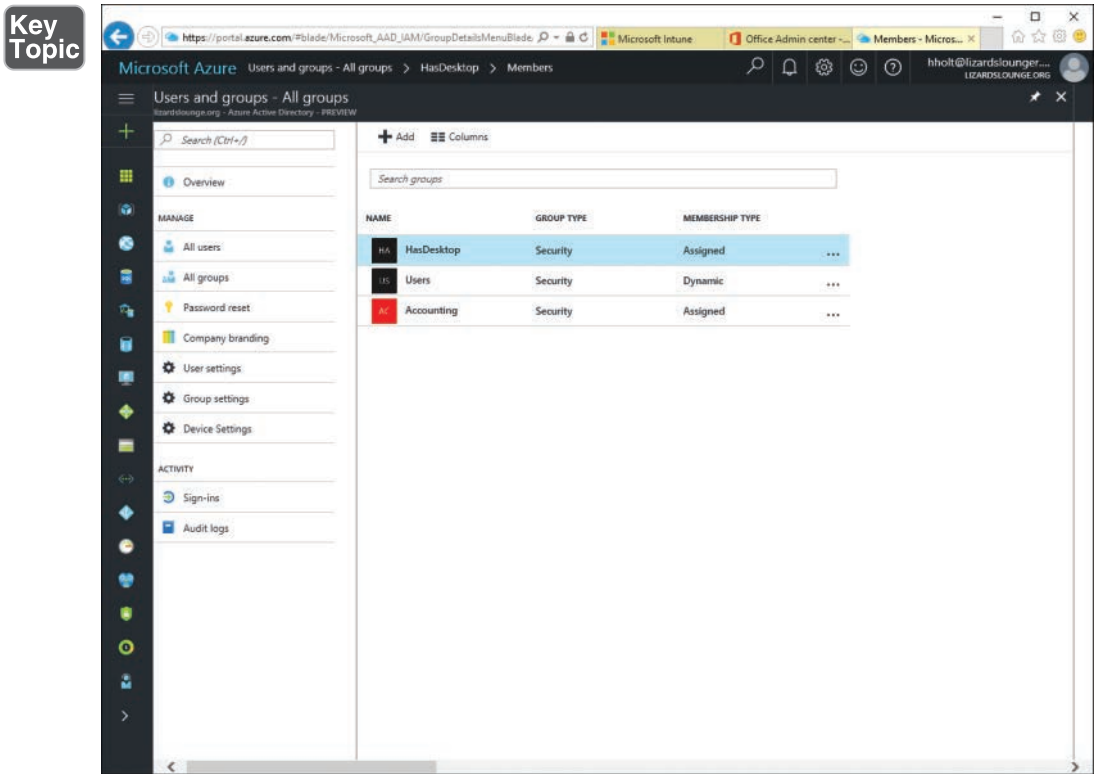 Key
Topic
https://portal.azure.com/#blade/Microsoft_AAD_IAM/GroupDetailsMenuBlade
Microsoft Intune
Office Admin center -...
Members - Micros...
Microsoft Azure Users and groups - All groups > HasDesktop > Members
hholt@lizardslounger....
LIZARDSLOUNGE.ORG
Users and groups - All groups
lizardslounge.org - Azure Active Directory - PREVIEW
Search (Ctrl+/)
Add
Columns
Search groups
Overview
MANAGE
NAME GROUP TYPE MEMBERSHIP TYPE
All users
HA HasDesktop Security Assigned ...
All groups
US Users Security Dynamic ...
Password reset
AC Accounting Security Assigned ...
Company branding
User settings
Group settings
Device Settings
ACTIVITY
Sign-ins
Audit logs